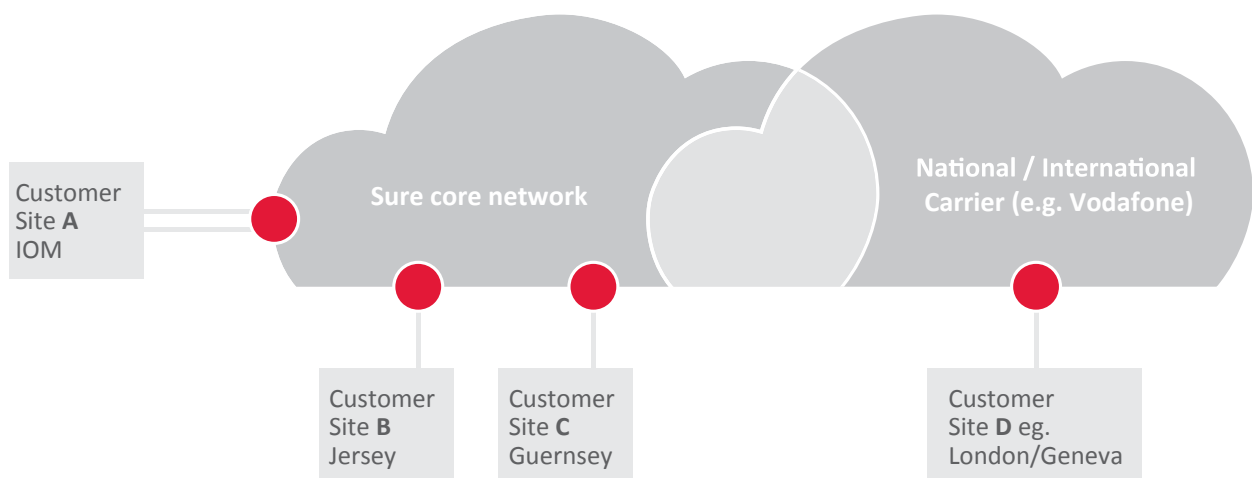 Customer
Site A
IOM
Sure core network
National / International
Carrier (e.g. Vodafone)
Customer
Site B
Jersey
Customer
Site C
Guernsey
Customer
Site D eg.
London/Geneva